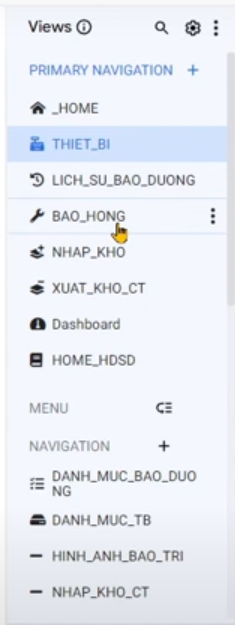 Views
PRIMARY NAVIGATION
_HOME
THIET_BI
LICH_SU_BAO_DUONG
BAO_HONG
NHAP_KHO
XUAT_KHO_CT
Dashboard
HOME_HDSD
MENU
NAVIGATION
DANH_MUC_BAO_DUO
NG
DANH_MUC_TB
HINH_ANH_BAO_TRI
NHAP_KHO_CT